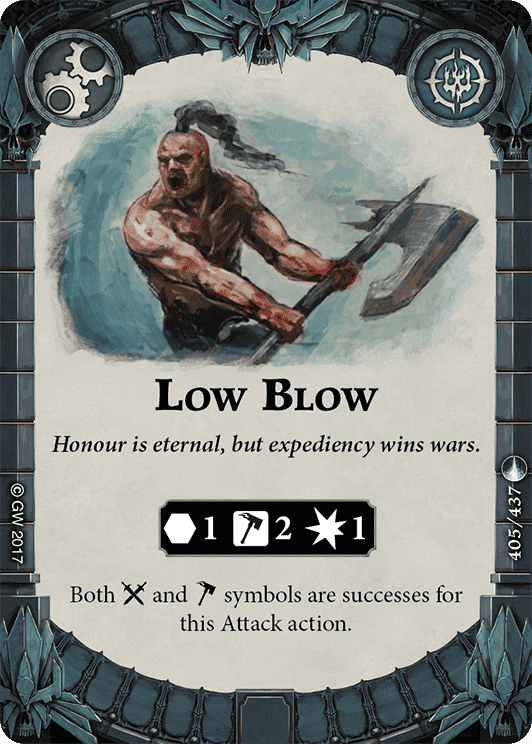 Low Blow
Honour is eternal, but expediency wins wars.
1 2 1
Both and symbols are successes for
this Attack action.
© GW 2017
405/437